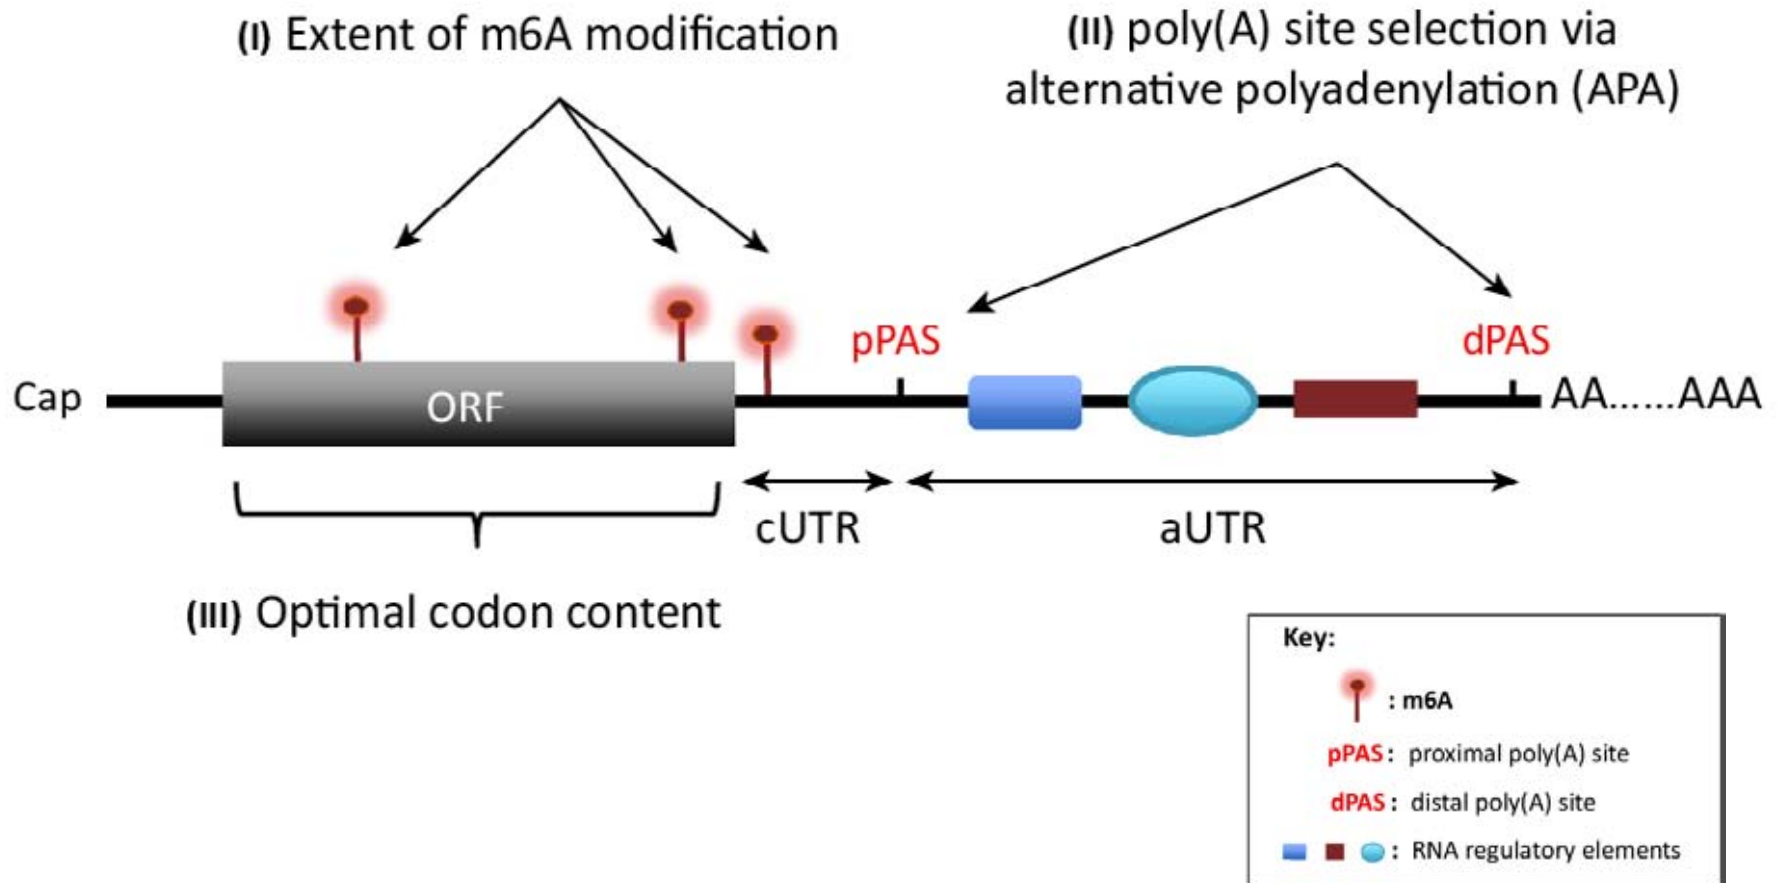 (I) Extent of m6A modification
(II) poly(A) site selection via
alternative polyadenylation (APA)
pPAS
dPAS
Cap
ORF
AA......AAA
cUTR
aUTR
(III) Optimal codon content
Key:
: m6A
pPAS : proximal poly(A) site
dPAS : distal poly(A) site
: RNA regulatory elements